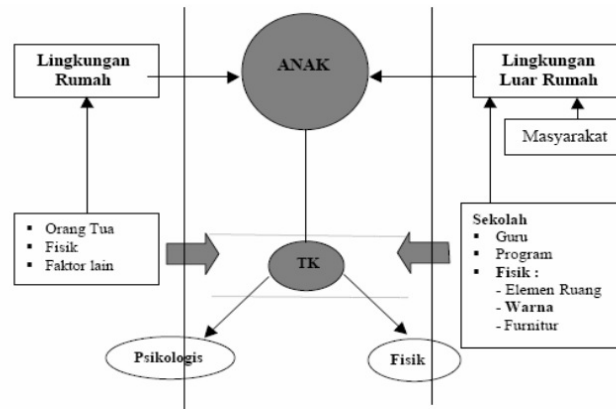 Lingkungan
Rumah
ANAK
Lingkungan
Luar Rumah
Masyarakat
▪ Orang Tua
▪ Fisik
▪ Faktor lain
TK
Sekolah
▪ Guru
▪ Program
▪ Fisik :
- Elemen Ruang
- Warna
- Furnitur
Psikologis
Fisik